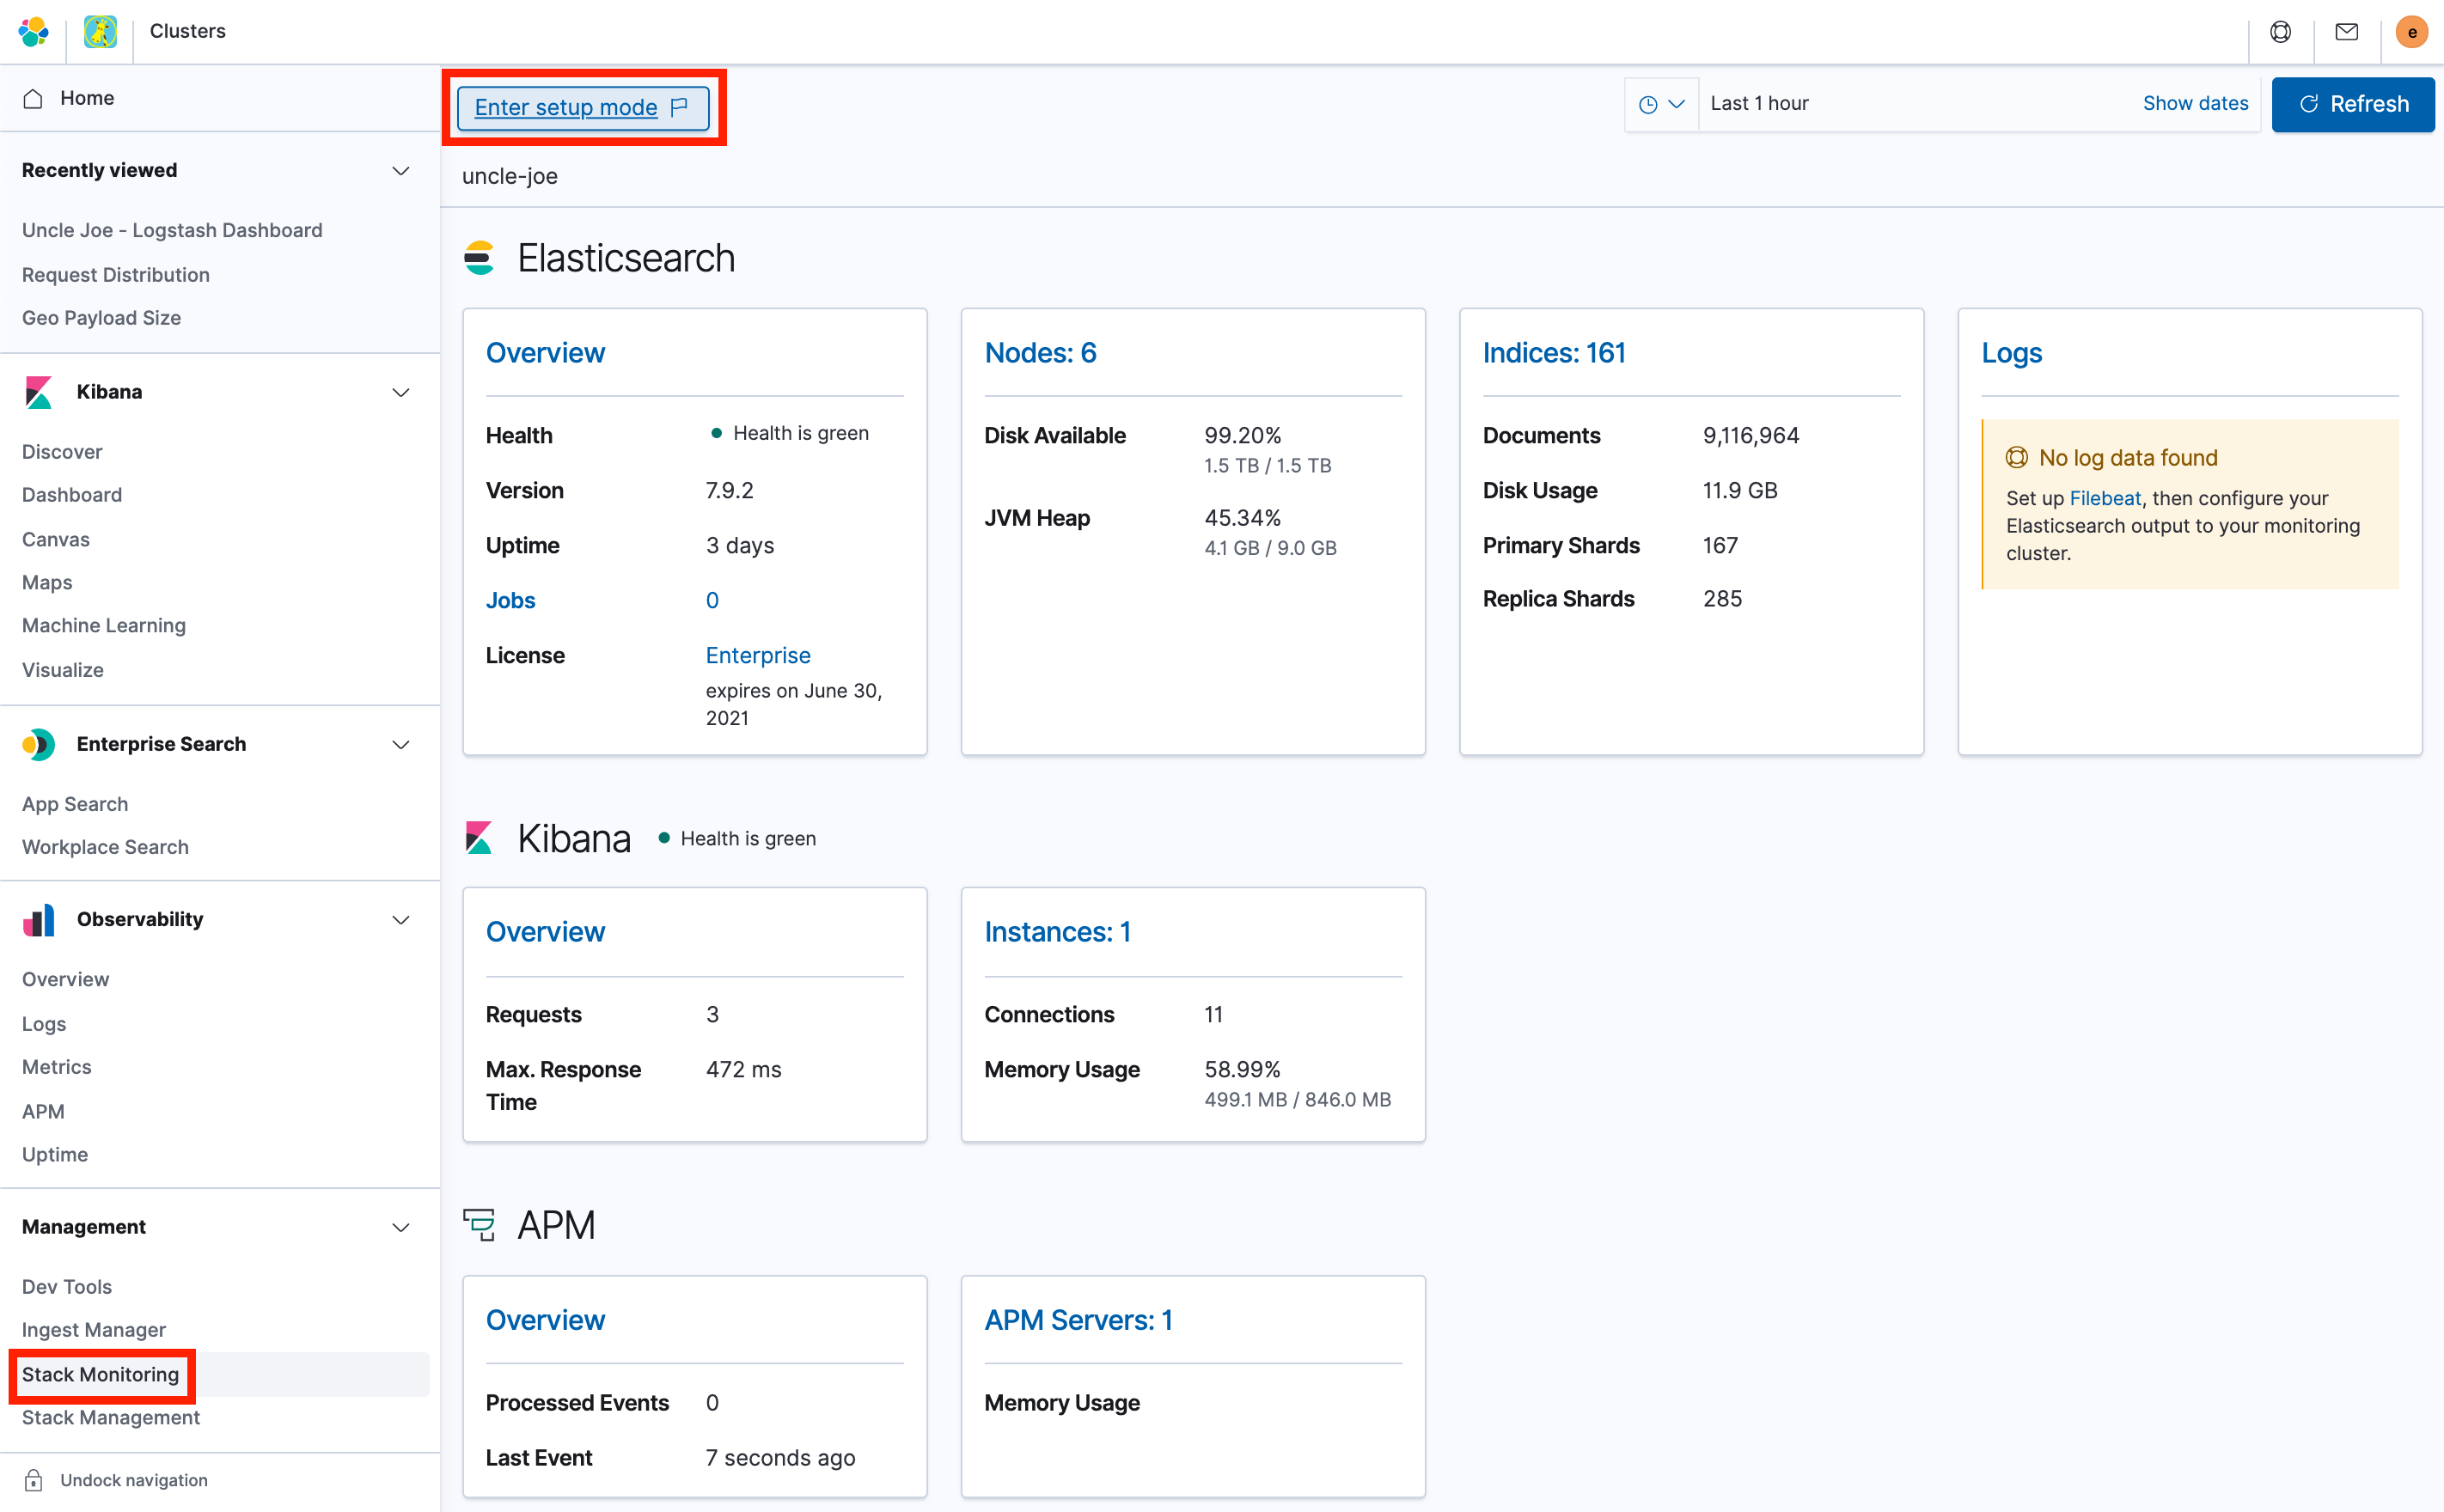 Clusters
e
Home
Enter setup mode
Last 1 hour
Show dates
Refresh
Recently viewed
Uncle Joe - Logstash Dashboard
Request Distribution
Geo Payload Size
Kibana
Discover
Dashboard
Canvas
Maps
Machine Learning
Visualize
Enterprise Search
App Search
Workplace Search
Observability
Overview
Logs
Metrics
APM
Uptime
Management
Dev Tools
Ingest Manager
Stack Monitoring
Stack Management
Undock navigation
uncle-joe
Elasticsearch
Overview
Health
Health is green
Version
7.9.2
Uptime
3 days
Jobs
0
License
Enterprise
expires on June 30,
2021
Nodes: 6
Disk Available
99.20%
1.5 TB / 1.5 TB
JVM Heap
45.34%
4.1 GB / 9.0 GB
Indices: 161
Documents
9,116,964
Disk Usage
11.9 GB
Primary Shards
167
Replica Shards
285
Logs
No log data found
Set up Filebeat, then configure your
Elasticsearch output to your monitoring
cluster.
Kibana
Health is green
Overview
Requests
3
Max. Response
Time
472 ms
Instances: 1
Connections
11
Memory Usage
58.99%
499.1 MB / 846.0 MB
APM
Overview
Processed Events
0
Last Event
7 seconds ago
APM Servers: 1
Memory Usage